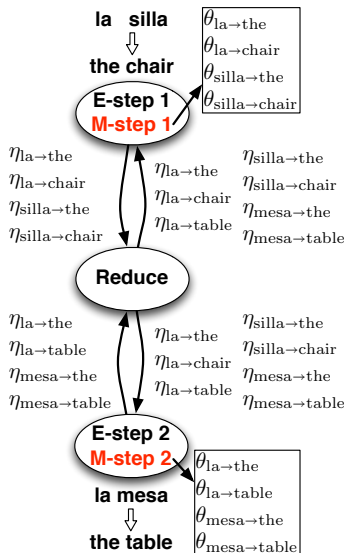 la silla
the chair
E-step 1
M-step 1
θla→the
θla→chair
θsilla→the
θsilla→chair
ηla→the
ηla→chair
ηsilla→the
ηsilla→chair
ηla→the
ηla→chair
ηla→table
ηsilla→the
ηsilla→chair
ηmesa→the
ηmesa→table
Reduce
ηla→the
ηla→table
ηmesa→the
ηmesa→table
ηla→the
ηla→chair
ηla→table
ηsilla→the
ηsilla→chair
ηmesa→the
ηmesa→table
E-step 2
M-step 2
θla→the
θla→table
θmesa→the
θmesa→table
la mesa
the table